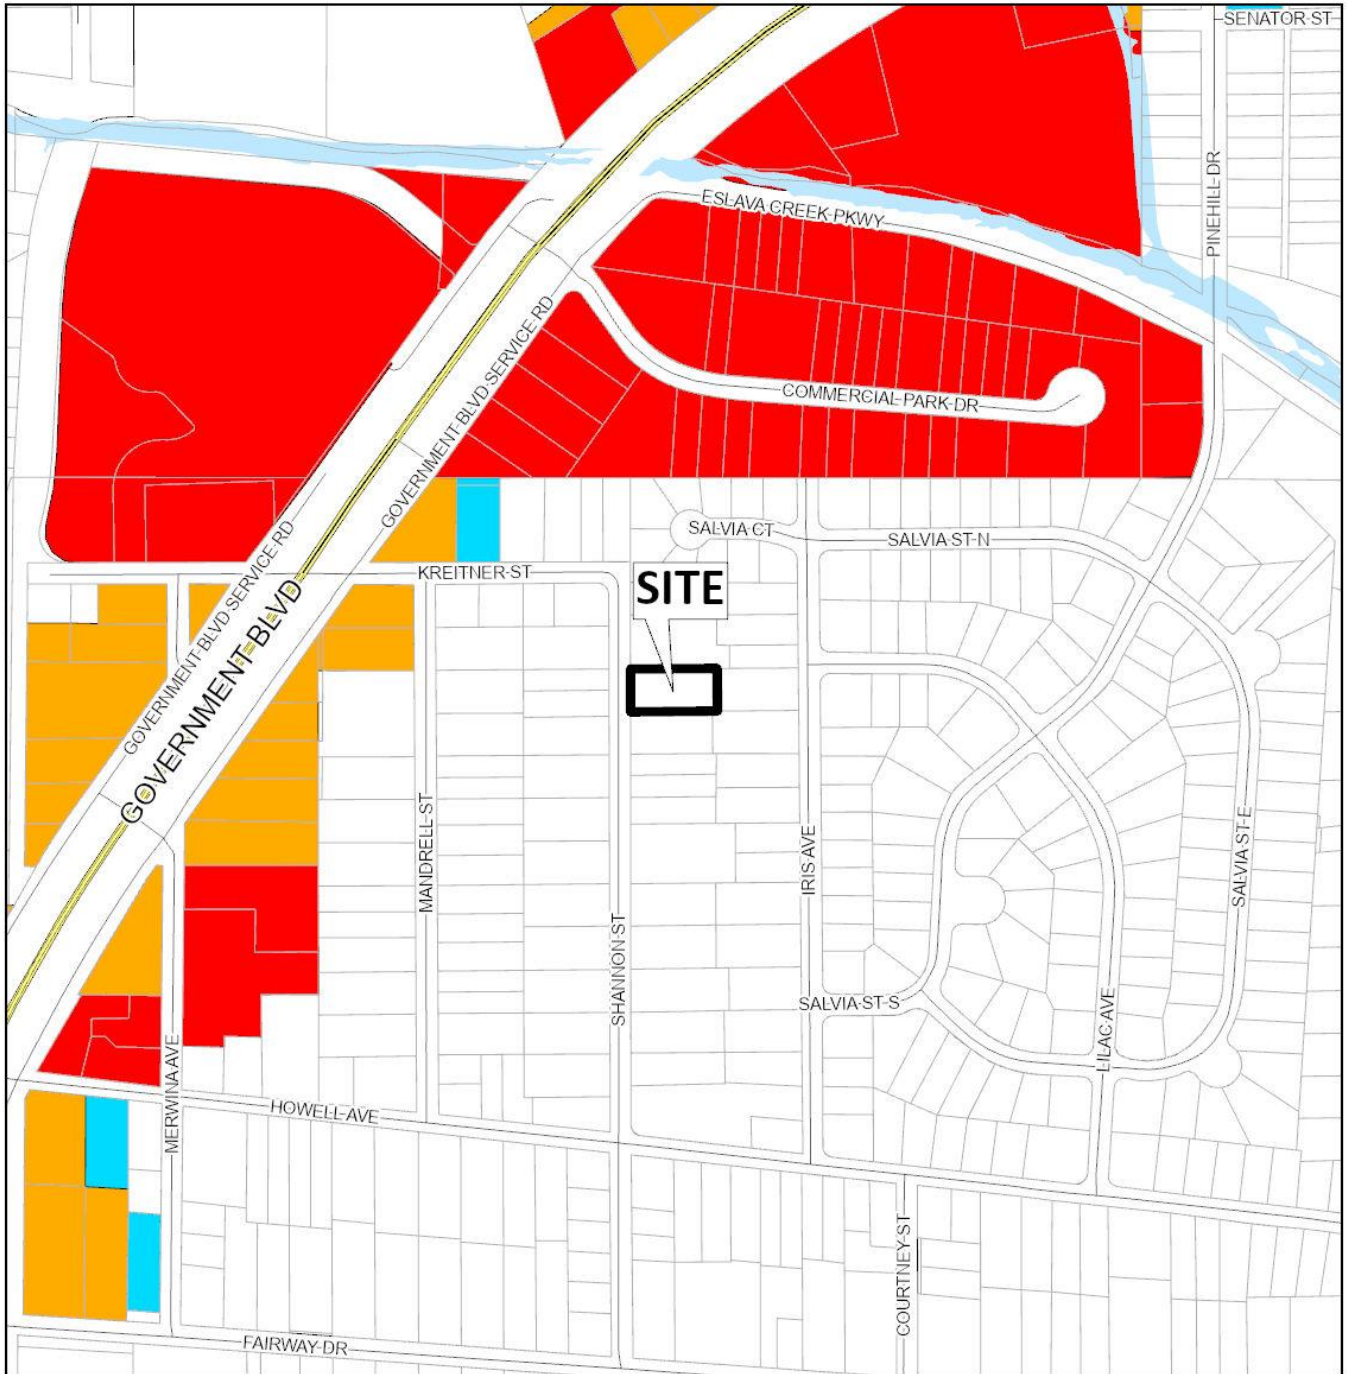 SENATOR ST
PINEHILL DR
ESLAVA CREEK PKWY
GOVERNMENT BLVD SERVICE RD
COMMERCIAL PARK DR
GOVERNMENT BLVD SERVICE RD
SALVIA CT
SALVIA ST N
KREITNER ST
SITE
GOVERNMENT BLVD
MANDRELL ST
IRIS AVE
SALVIA ST E
SHANNON ST
SALVIA ST S
LILAC AVE
MERWINA AVE
HOWELL AVE
COURTNEY ST
FAIRWAY DR